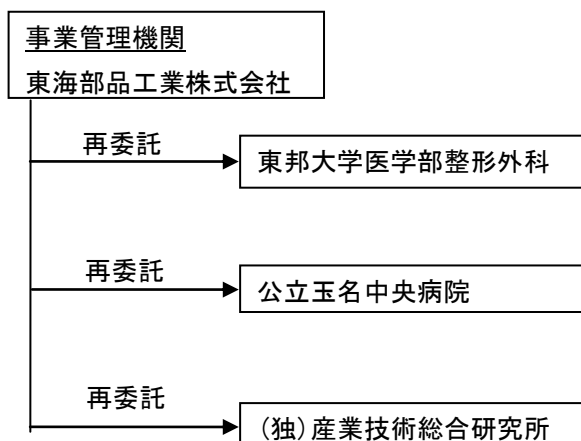 事業管理機関
東海部品工業株式会社
再委託
東邦大学医学部整形外科
再委託
公立玉名中央病院
再委託
(独)産業技術総合研究所